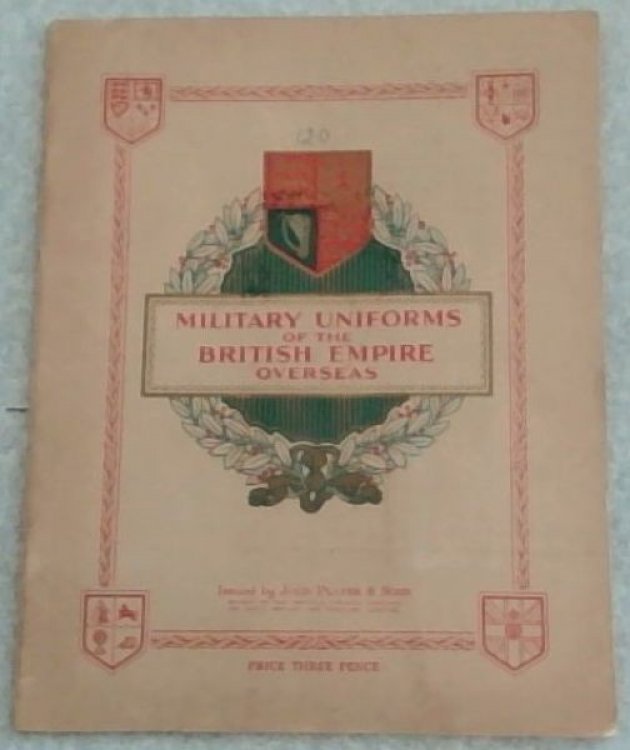 120
MILITARY UNIFORMS
OF THE
BRITISH EMPIRE
OVERSEAS
Issued by JOHN PLAYER & SONS
PRICE THREE PENCE